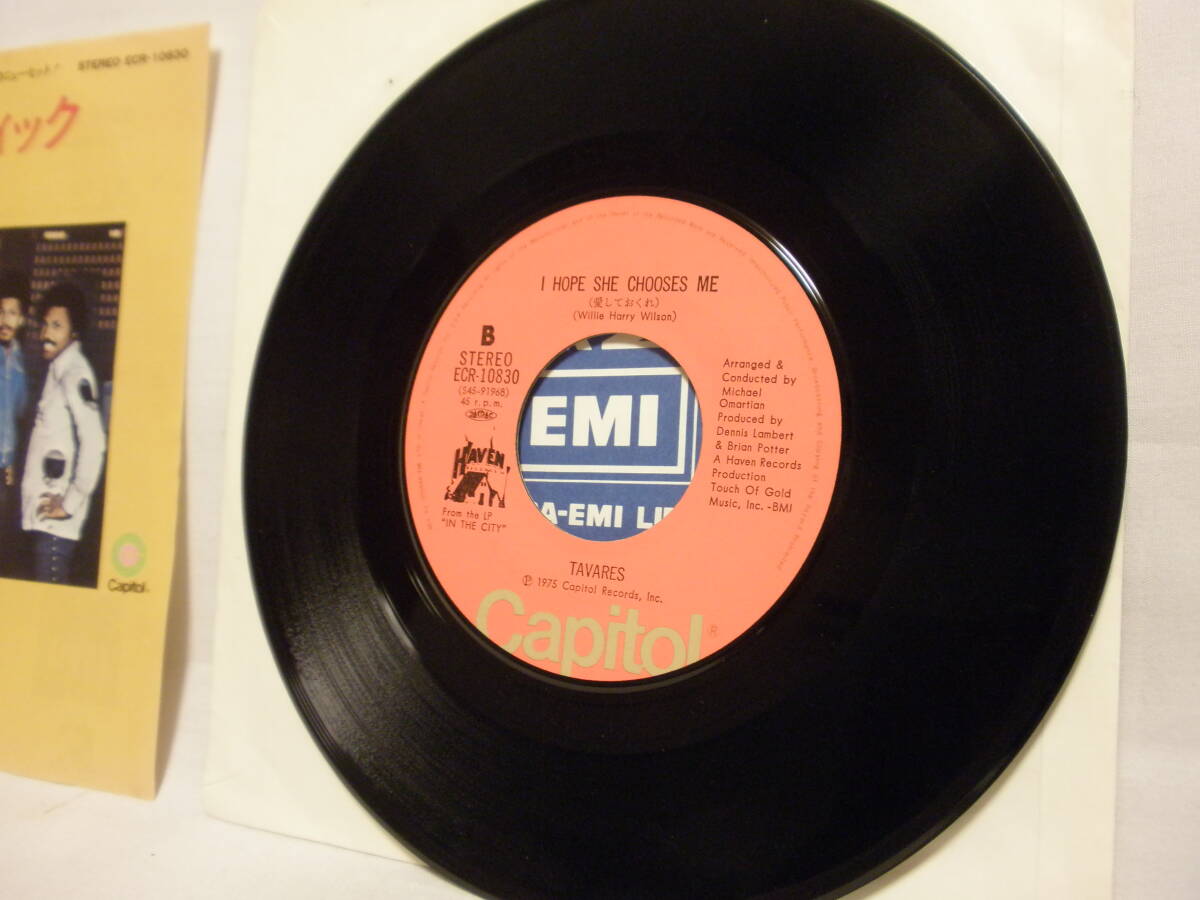 STEREO ECR-10830
ィック
Capitol
I HOPE SHE CHOOSES ME
(愛しておくれ)
(Willie Harry Wilson)
B
STEREO
ECR-10830
(S45-91968)
45 r.p.m.
HAVEN
From the LP
"IN THE CITY"
Arranged &
Conducted by
Michael
Omartian
Produced by
Dennis Lambert
& Brian Potter
A Haven Records
Production
Touch Of Gold
Music, Inc. -BMI
EMI
A-EMI LI
TAVARES
℗ 1975 Capitol Records, Inc.
Capitol®